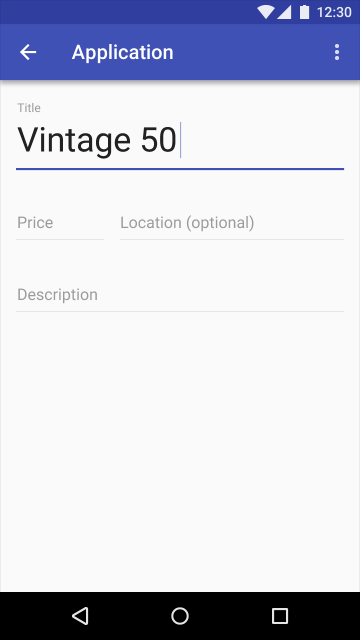 12:30
Application
Title
Vintage 50
Price Location (optional)
Description